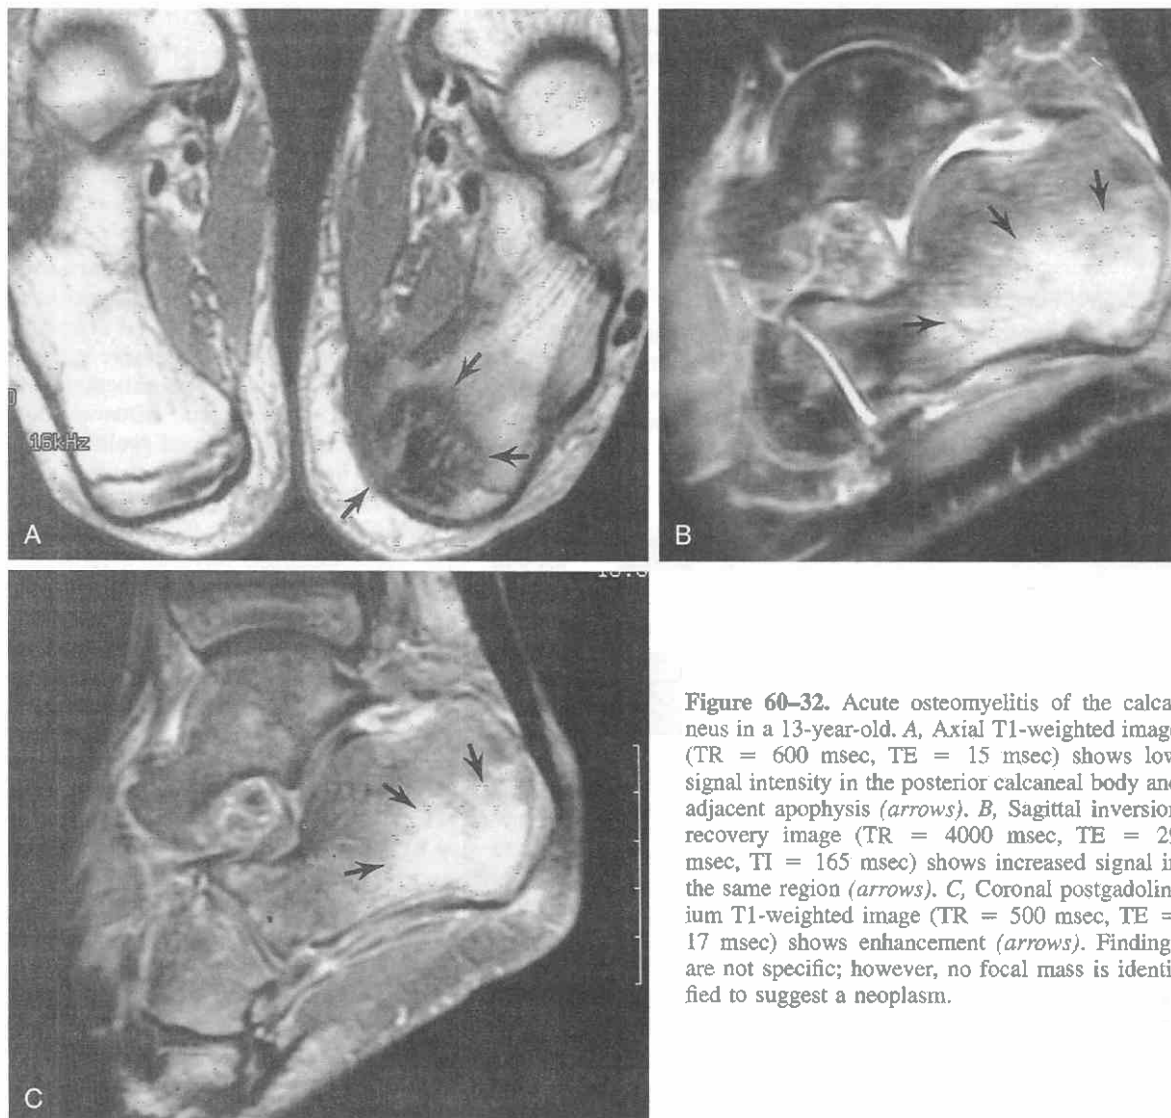 16kHz
A
B
C
Figure 60–32. Acute osteomyelitis of the calca
neus in a 13-year-old. A, Axial T1-weighted image
(TR = 600 msec, TE = 15 msec) shows low
signal intensity in the posterior calcaneal body and
adjacent apophysis (arrows). B, Sagittal inversion
recovery image (TR = 4000 msec, TE = 29
msec, TI = 165 msec) shows increased signal in
the same region (arrows). C, Coronal postgadolin
ium T1-weighted image (TR = 500 msec, TE =
17 msec) shows enhancement (arrows). Finding
are not specific; however, no focal mass is identi
fied to suggest a neoplasm.